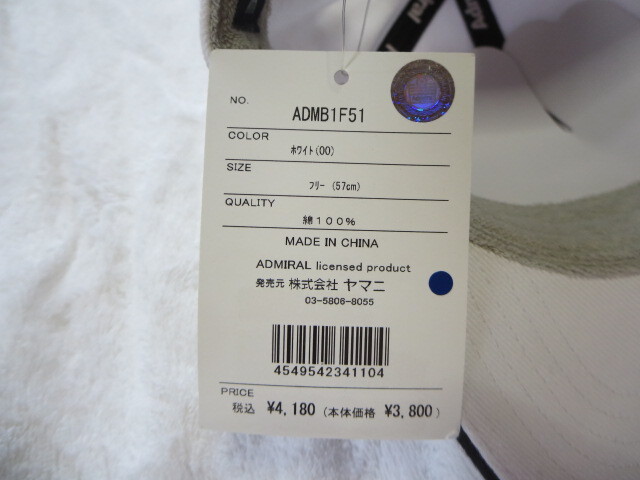 NO.
ADMB1F51
COLOR
ホワイト(00)
SIZE
フリー (57cm)
QUALITY
綿１００％
MADE IN CHINA
ADMIRAL licensed product
発売元 株式会社 ヤマニ
03-5806-8055
4549542341104
PRICE
税込 ¥4,180 (本体価格 ¥3,800)